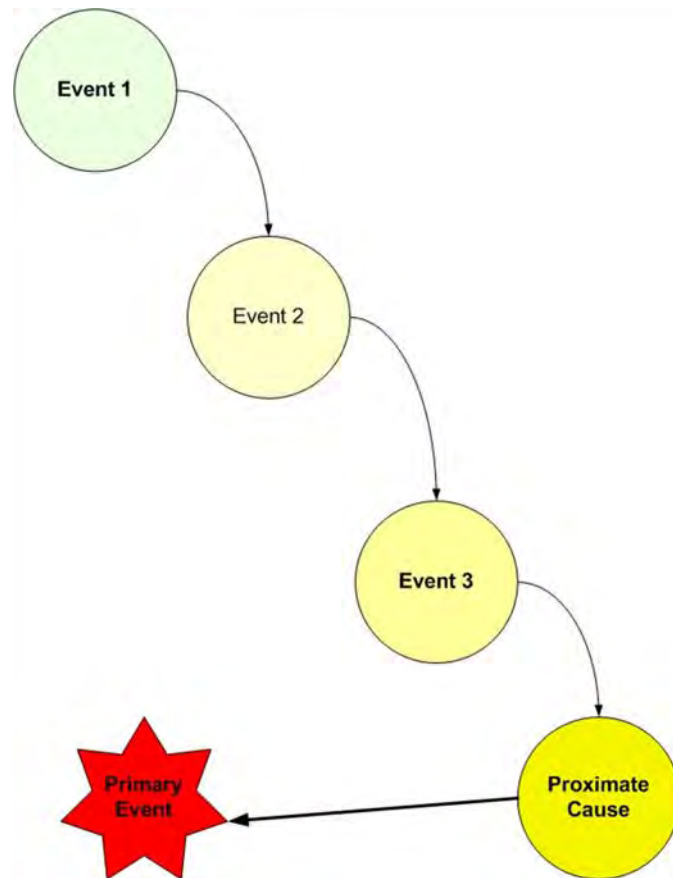 Event 1
Event 2
Event 3
Primary
Event
Proximate
Cause